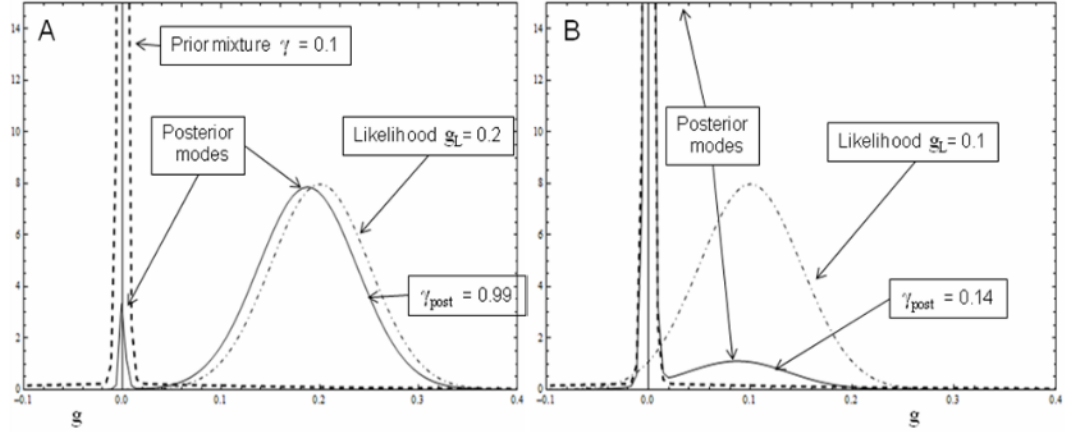 A
Prior mixture γ = 0.1
Posterior
modes
Likelihood gL = 0.2
γpost = 0.99
14
12
10
8
6
4
2
0
-0.1
0.0
0.1
0.2
0.3
0.4
g
B
Posterior
modes
Likelihood gL = 0.1
γpost = 0.14
14
12
10
8
6
4
2
0
-0.1
0.0
0.1
0.2
0.3
0.4
g